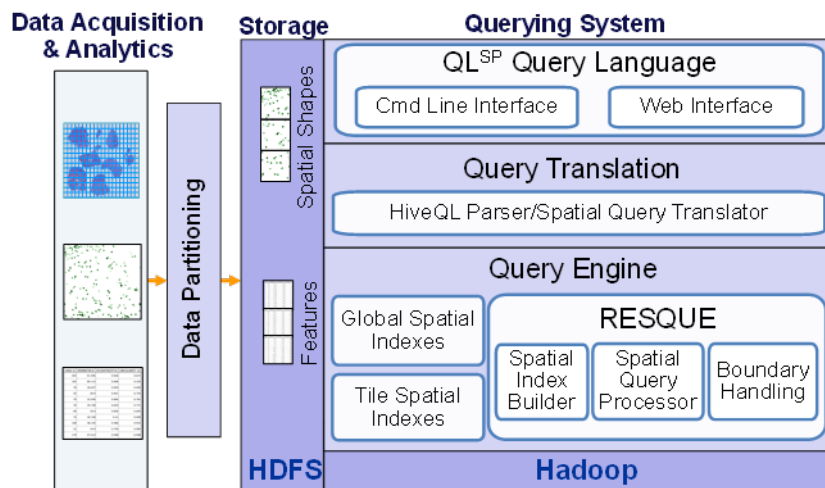 Data Acquisition
& Analytics
Storage
Querying System
Data Partitioning
Spatial Shapes
Features
HDFS
QLSP Query Language
Cmd Line Interface
Web Interface
Query Translation
HiveQL Parser/Spatial Query Translator
Query Engine
Global Spatial
Indexes
Tile Spatial
Indexes
RESQUE
Spatial
Index
Builder
Spatial
Query
Processor
Boundary
Handling
Hadoop